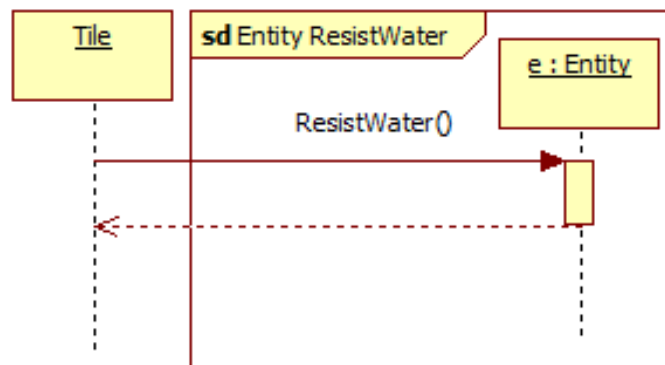 Tile
sd Entity ResistWater
e : Entity
ResistWater()